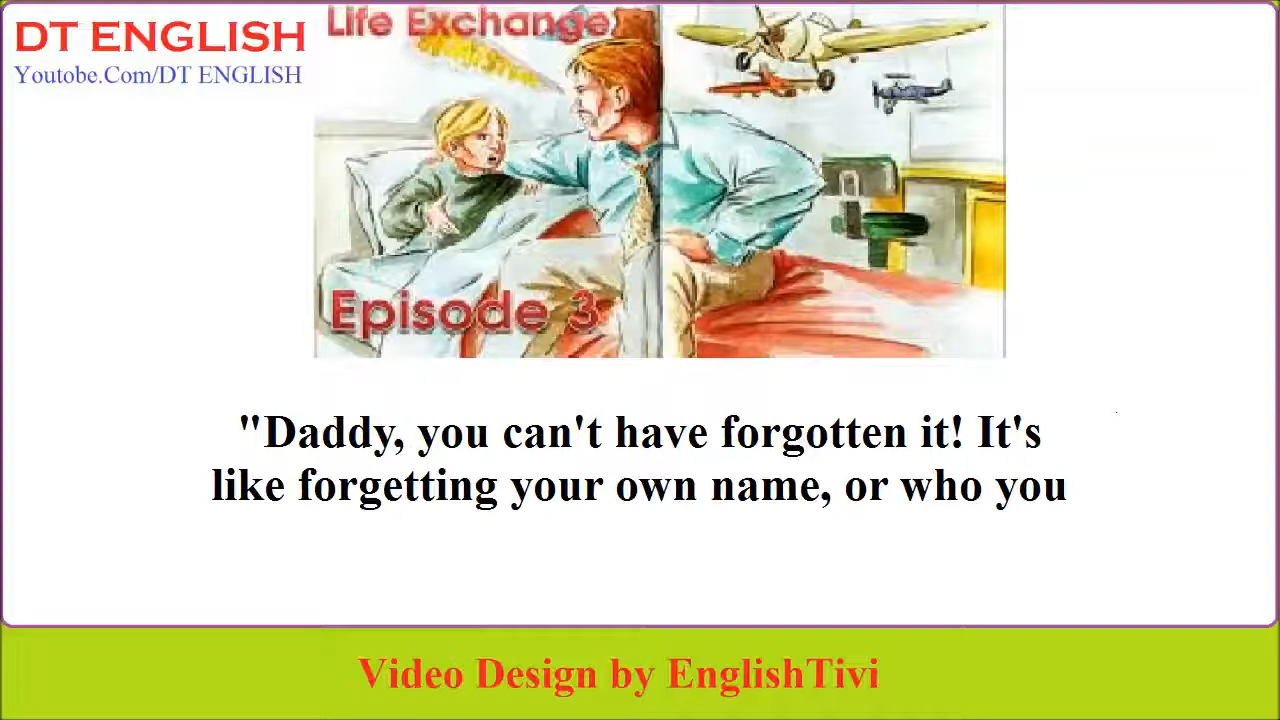 DT ENGLISH
Youtobe.Com/DT ENGLISH
Life Exchange
Episode 3
"Daddy, you can't have forgotten it! It's
like forgetting your own name, or who you
Video Design by EnglishTivi